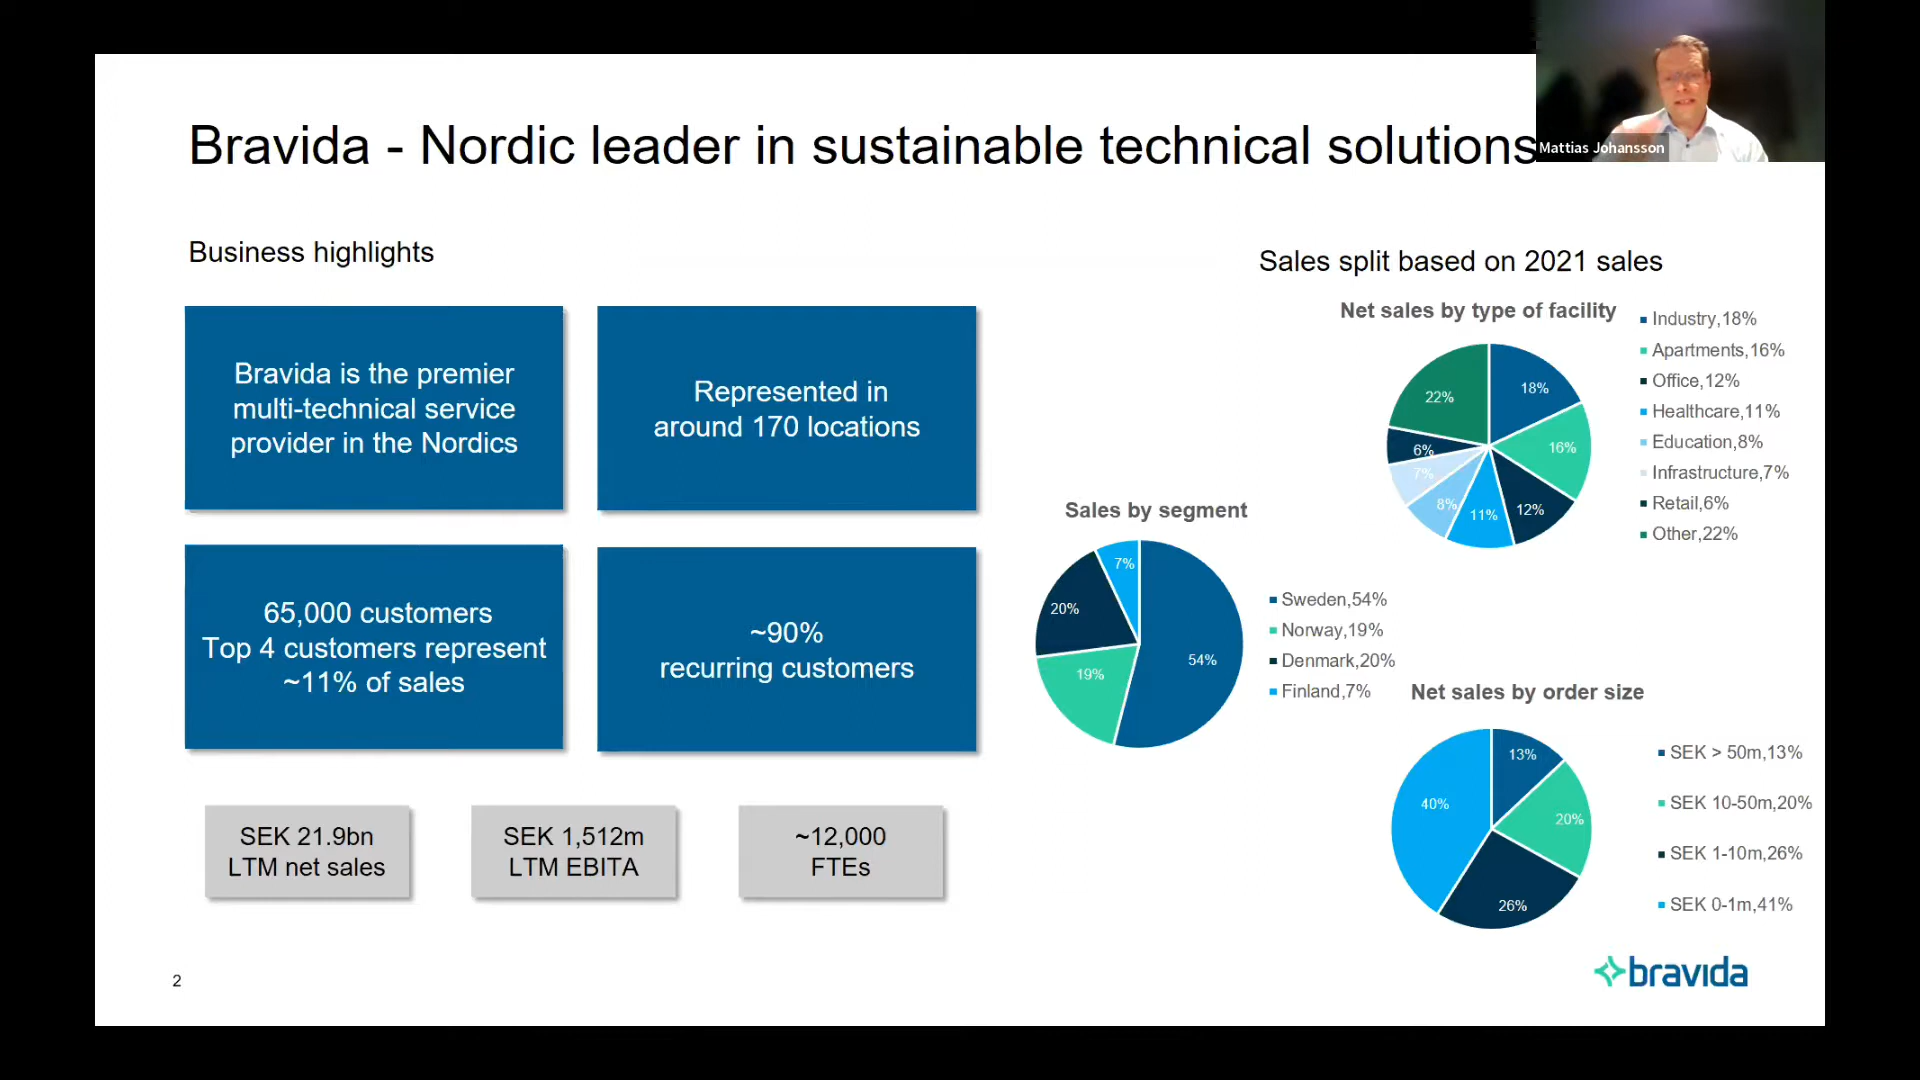 Mattias Johansson
Bravida - Nordic leader in sustainable technical solutions
Business highlights
Bravida is the premier
multi-technical service
provider in the Nordics
Represented in
around 170 locations
65,000 customers
Top 4 customers represent
~11% of sales
~90%
recurring customers
SEK 21.9bn
LTM net sales
SEK 1,512m
LTM EBITA
~12,000
FTEs
Sales split based on 2021 sales
Net sales by type of facility
18%
16%
12%
11%
8%
7%
6%
22%
Industry,18%
Apartments,16%
Office,12%
Healthcare,11%
Education,8%
Infrastructure,7%
Retail,6%
Other,22%
Sales by segment
7%
20%
54%
19%
Sweden,54%
Norway,19%
Denmark,20%
Finland,7%
Net sales by order size
13%
40%
20%
26%
SEK > 50m,13%
SEK 10-50m,20%
SEK 1-10m,26%
SEK 0-1m,41%
2
bravida